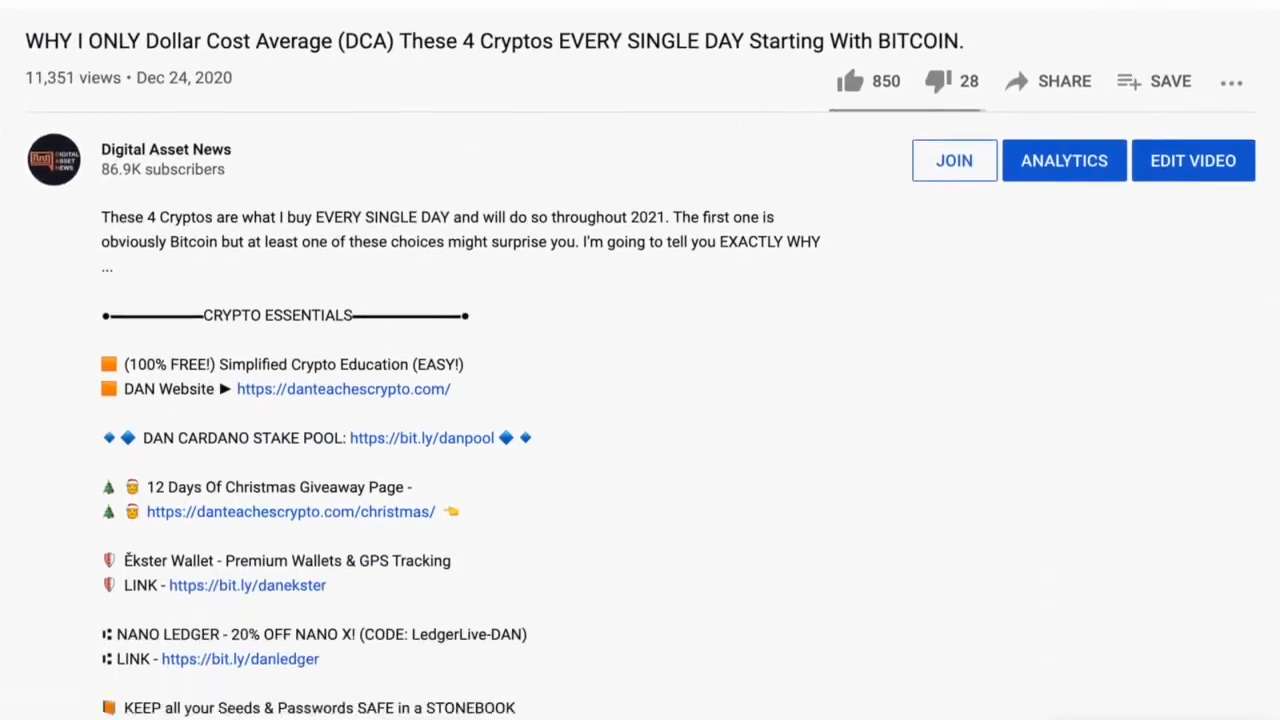 WHY I ONLY Dollar Cost Average (DCA) These 4 Cryptos EVERY SINGLE DAY Starting With BITCOIN.
11,351 views • Dec 24, 2020
850 28 SHARE SAVE ...
DIGITAL
ASSET
NEWS
Digital Asset News
86.9K subscribers
JOIN ANALYTICS EDIT VIDEO
These 4 Cryptos are what I buy EVERY SINGLE DAY and will do so throughout 2021. The first one is
obviously Bitcoin but at least one of these choices might surprise you. I'm going to tell you EXACTLY WHY
...
CRYPTO ESSENTIALS
(100% FREE!) Simplified Crypto Education (EASY!)
DAN Website ► https://danteachescrypto.com/
DAN CARDANO STAKE POOL: https://bit.ly/danpool
12 Days Of Christmas Giveaway Page -
https://danteachescrypto.com/christmas/
Ěkster Wallet - Premium Wallets & GPS Tracking
LINK - https://bit.ly/danekster
⑆ NANO LEDGER - 20% OFF NANO X! (CODE: LedgerLive-DAN)
⑆ LINK - https://bit.ly/danledger
KEEP all your Seeds & Passwords SAFE in a STONEBOOK